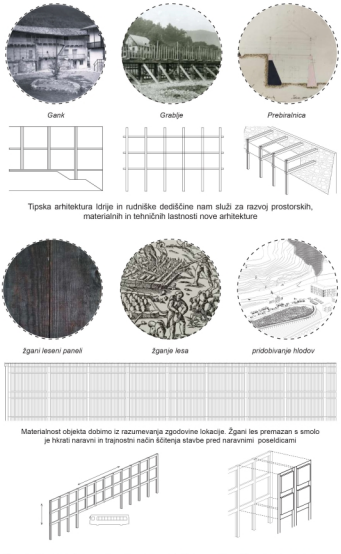 Gank
Grablje
Prebiralnica
Tipska arhitektura Idrije in rudniške dediščine nam služi za razvoj prostorskih,
materialnih in tehničnih lastnosti nove arhitekture
žgani leseni paneli
žganje lesa
pridobivanje hlodov
Materialnost objekta dobimo iz razumevanja zgodovine lokacije. Žgani les premazan s smolo
je hkrati naravni in trajnostni način ščitenja stavbe pred naravnimi poseldicami